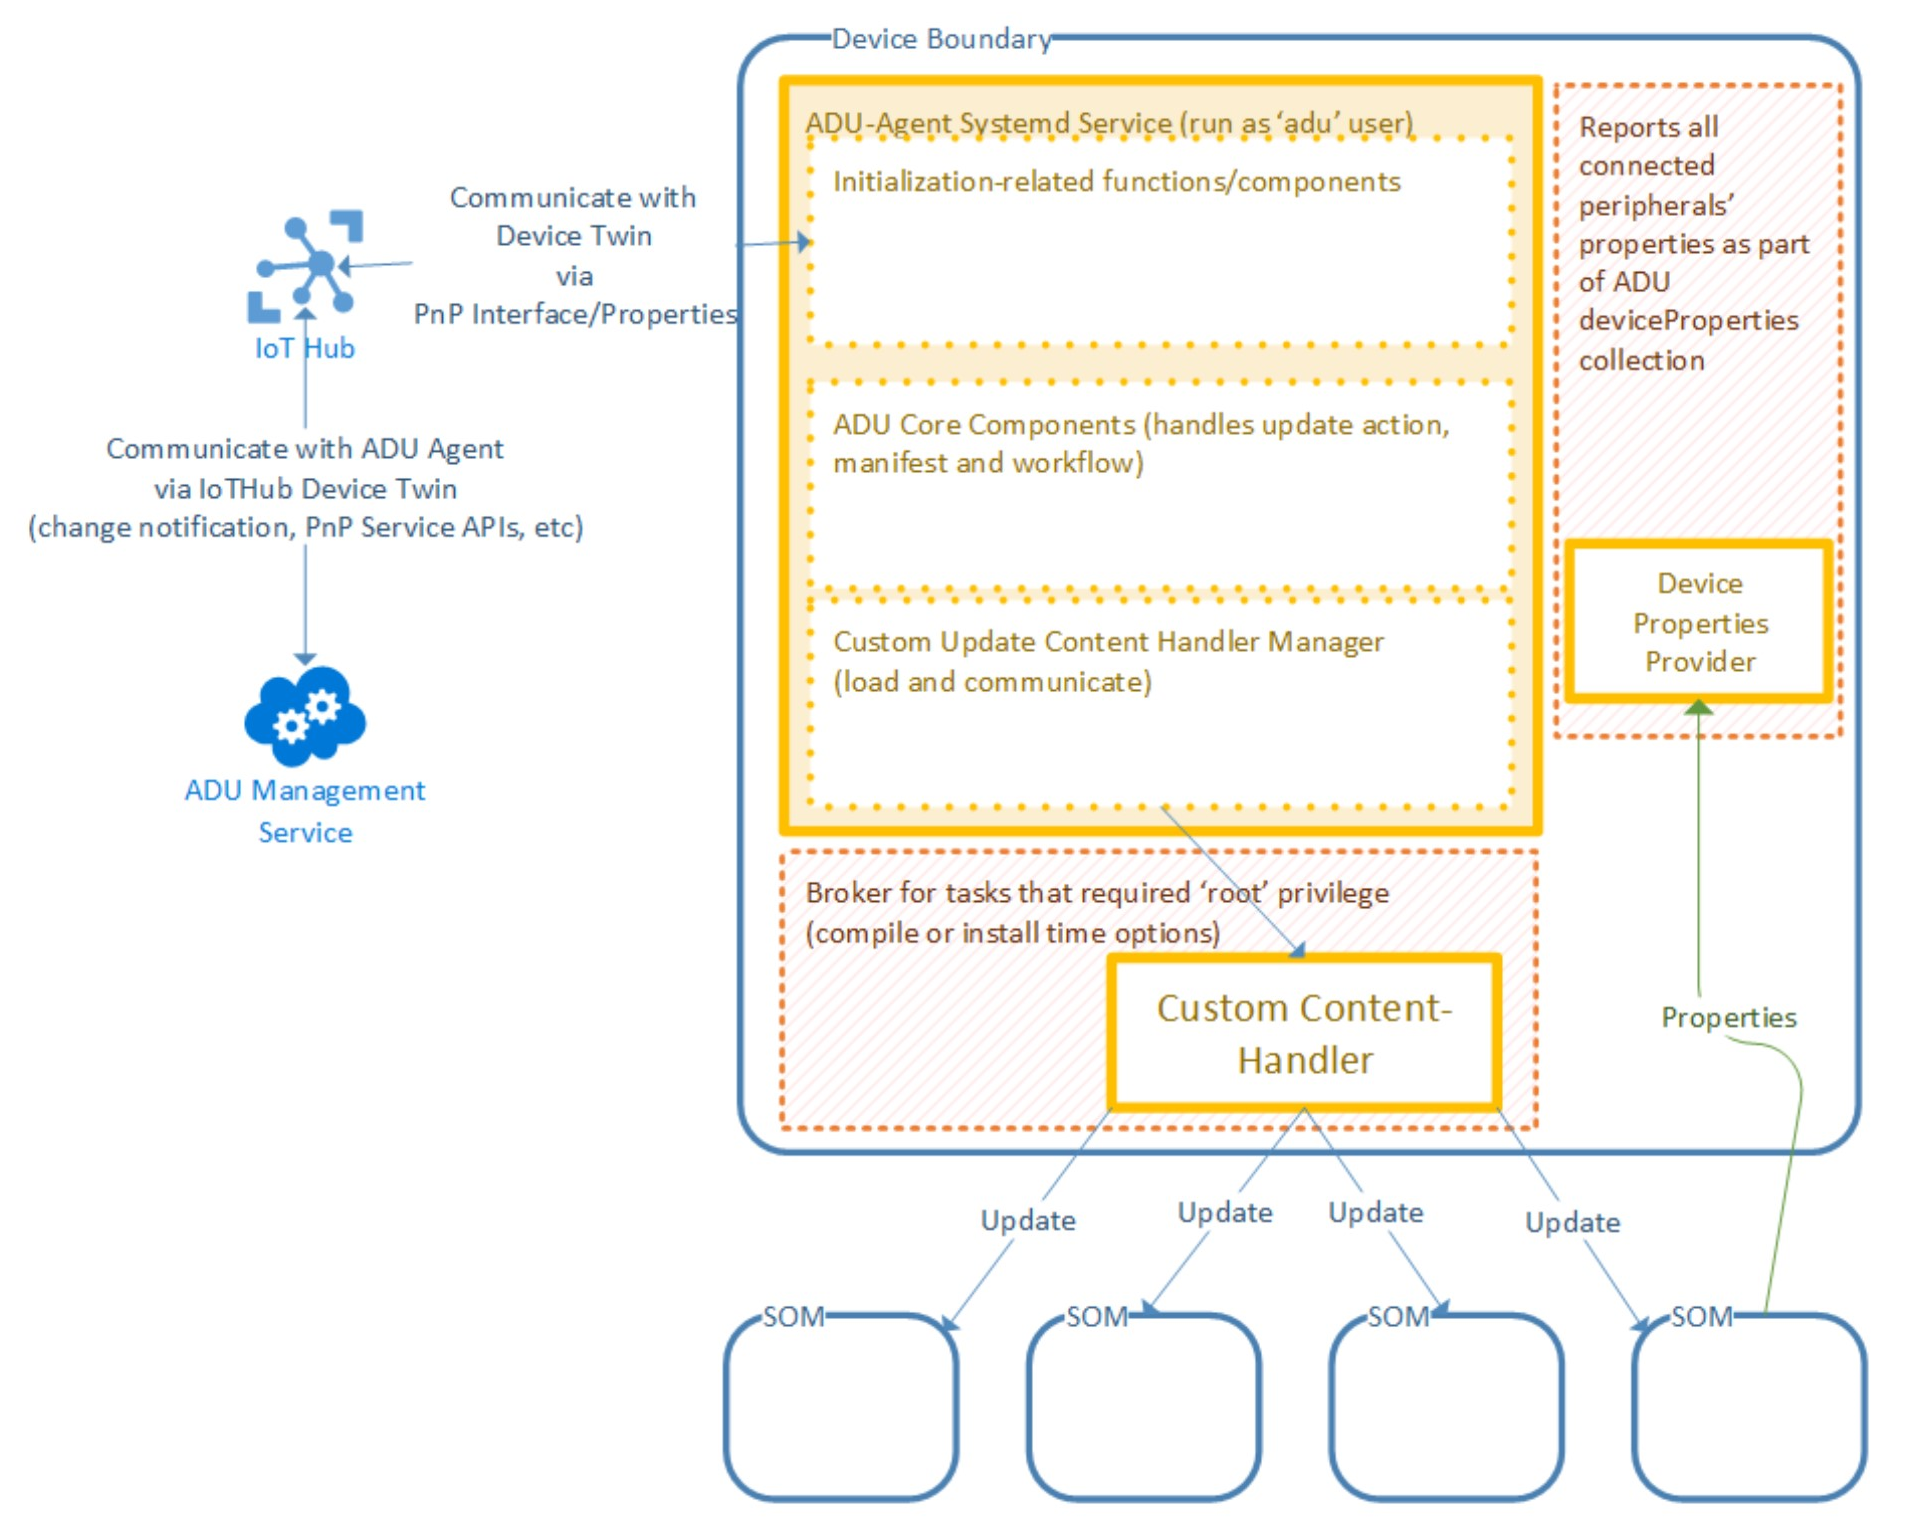 Device Boundary
ADU-Agent Systemd Service (run as ‘adu’ user)
Initialization-related functions/components
ADU Core Components (handles update action,
manifest and workflow)
Custom Update Content Handler Manager
(load and communicate)
Reports all
connected
peripherals’
properties as part
of ADU
deviceProperties
collection
Device
Properties
Provider
Communicate with
Device Twin
via
PnP Interface/Properties
IoT Hub
Communicate with ADU Agent
via IoTHub Device Twin
(change notification, PnP Service APIs, etc)
ADU Management
Service
Broker for tasks that required ‘root’ privilege
(compile or install time options)
Custom Content-
Handler
Properties
Update
Update
Update
Update
SOM
SOM
SOM
SOM